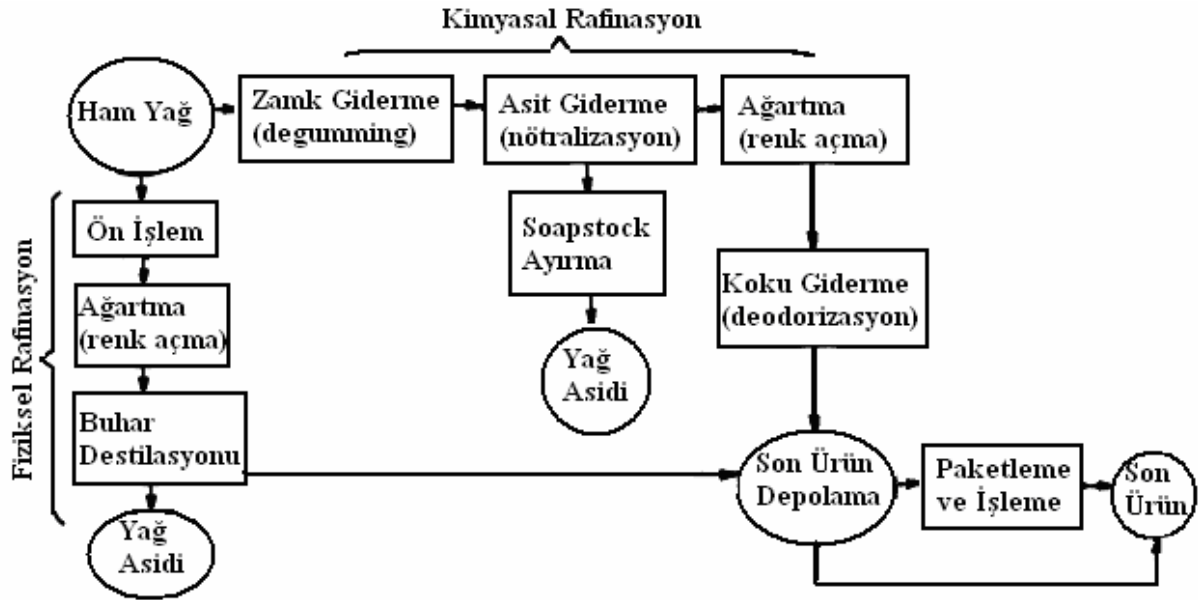 Kimyasal Rafinasyon
Ham Yağ
Zamk Giderme
(degumming)
Asit Giderme
(nötralizasyon)
Ağartma
(renk açma)
Fiziksel Rafinasyon
Ön İşlem
Soapstock
Ayırma
Koku Giderme
(deodorizasyon)
Ağartma
(renk açma)
Yağ
Asidi
Buhar
Destilasyonu
Son Ürün
Depolama
Paketleme
ve İşleme
Son
Ürün
Yağ
Asidi